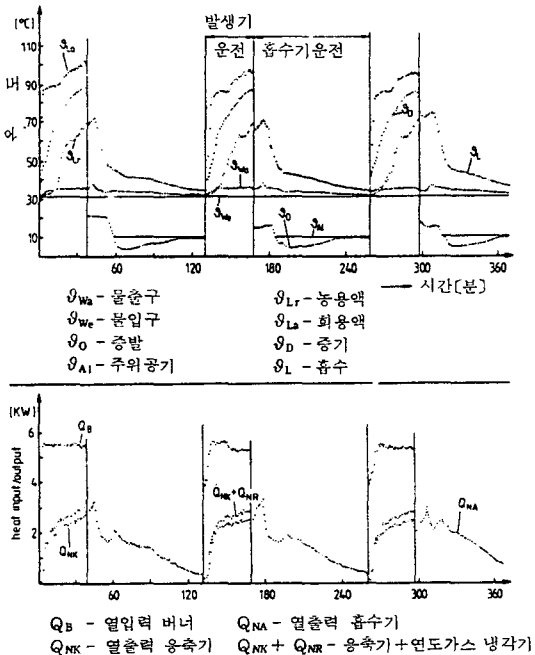 발생기
[°C]
운전 흡수기 운전
110
90
70
50
30
10
온 도
ϑLa
ϑLr
ϑWa
ϑWe
ϑO
ϑAl
ϑD
ϑL
60 120 180 240 300 360
시간[분]
ϑWa - 물출구 ϑLr - 농용액
ϑWe - 물입구 ϑLa - 희용액
ϑO - 증발 ϑD - 증기
ϑAl - 주위공기 ϑL - 흡수
[KW]
6
4
2
heat input/output
QB
QNK
QNK+QNR
QNA
60 120 180 240 300 360
QB - 열입력 버너 QNA - 열출력 흡수기
QNK - 열출력 응축기 QNK + QNR - 응축기+연도가스 냉각기